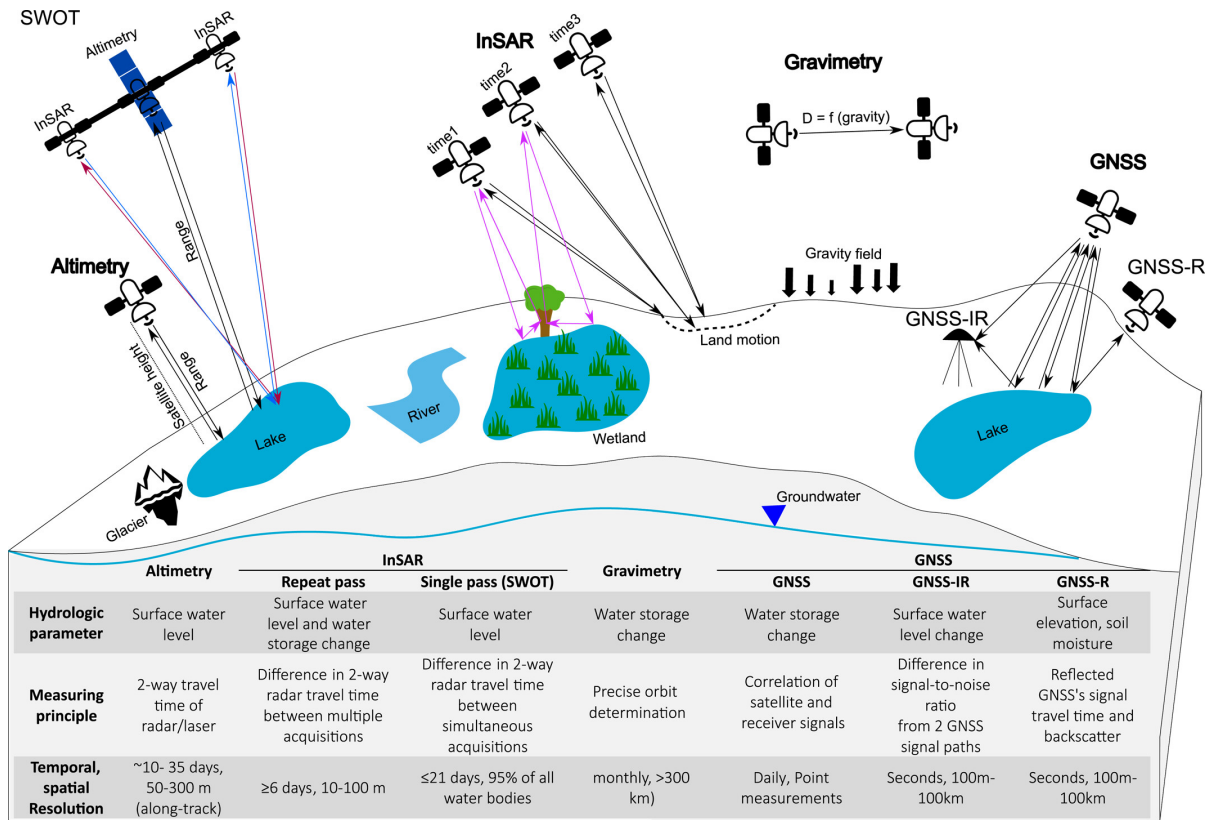 SWOT
Altimetry
InSAR
InSAR
Range
Altimetry
Range
Satellite height
Lake
Glacier
River
InSAR
time1
time2
time3
Wetland
Land motion
Gravimetry
D = f (gravity)
Gravity field
GNSS
GNSS-R
GNSS-IR
Lake
Groundwater
InSAR
GNSS
Altimetry
Repeat pass
Single pass (SWOT)
Gravimetry
GNSS
GNSS-IR
GNSS-R
Hydrologic
parameter
Surface water
level
Surface water
level and water
storage change
Surface water
level
Water storage
change
Water storage
change
Surface water
level change
Surface
elevation, soil
moisture
Measuring
principle
2-way travel
time of
radar/laser
Difference in 2-way
radar travel time
between multiple
acquisitions
Difference in 2-way
radar travel time
between
simultaneous
acquisitions
Precise orbit
determination
Correlation of
satellite and
receiver signals
Difference in
signal-to-noise
ratio
from 2 GNSS
signal paths
Reflected
GNSS's signal
travel time and
backscatter
Temporal,
spatial
Resolution
~10- 35 days,
50-300 m
(along-track)
≥6 days, 10-100 m
≤21 days, 95% of all
water bodies
monthly, >300
km)
Daily, Point
measurements
Seconds, 100m-
100km
Seconds, 100m-
100km